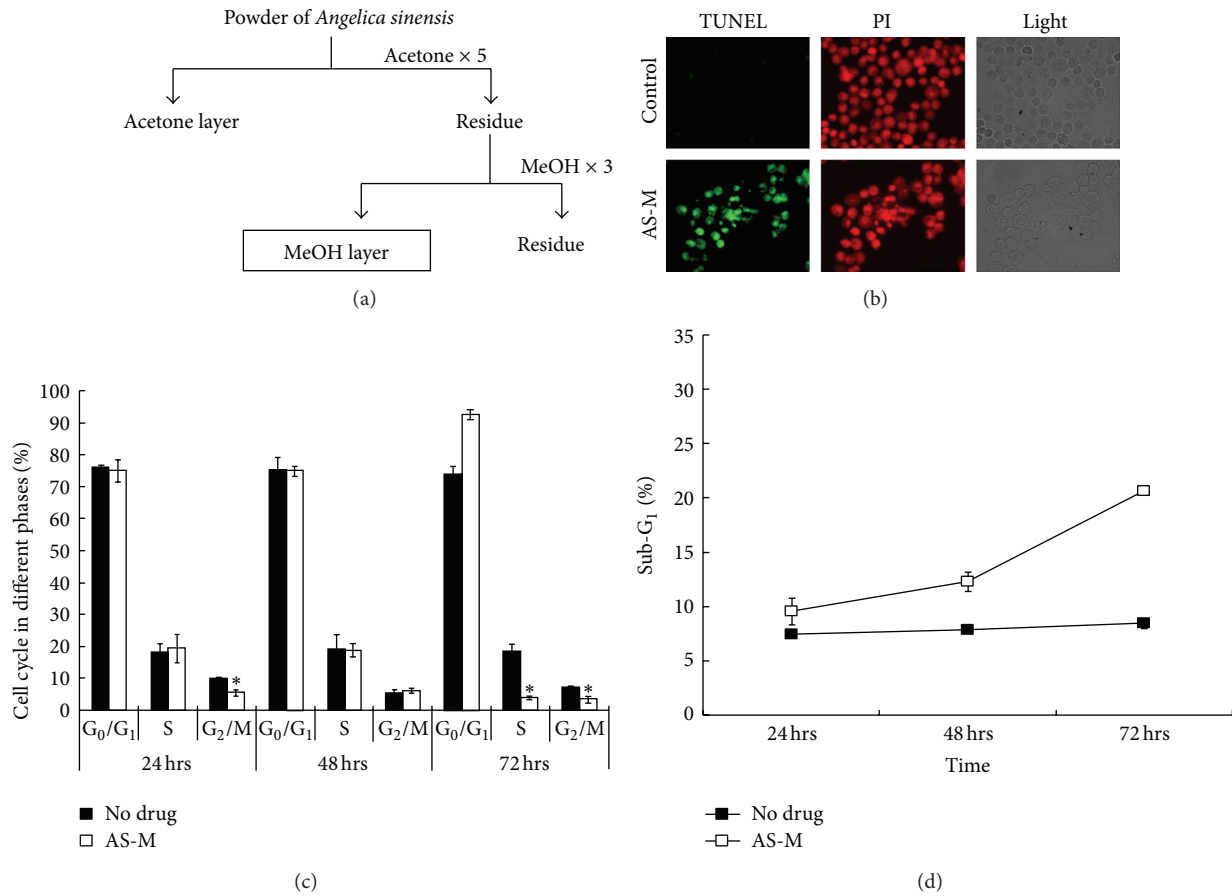 Powder of Angelica sinensis
Acetone × 5
Acetone layer
Residue
MeOH × 3
MeOH layer
Residue
(a)
TUNEL
PI
Light
Control
AS-M
(b)
Cell cycle in different phases (%)
100
90
80
70
60
50
40
30
20
10
0
*
*
*
G0/G1
S
G2/M
G0/G1
S
G2/M
G0/G1
S
G2/M
24 hrs
48 hrs
72 hrs
No drug
AS-M
(c)
Sub-G1 (%)
35
30
25
20
15
10
5
0
24 hrs
48 hrs
72 hrs
Time
No drug
AS-M
(d)